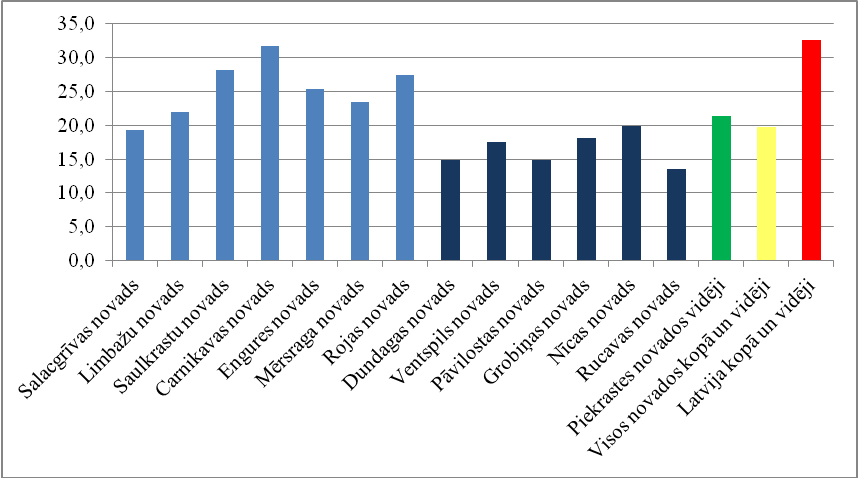 35,0
30,0
25,0
20,0
15,0
10,0
5,0
0,0
Salacgrīvas novads
Limbažu novads
Saulkrastu novads
Carnikavas novads
Engures novads
Mērsraga novads
Rojas novads
Dundagas novads
Ventspils novads
Pāvilostas novads
Grobiņas novads
Nīcas novads
Rucavas novads
Piekrastes novados vidēji
Visos novados kopā un vidēji
Latvija kopā un vidēji